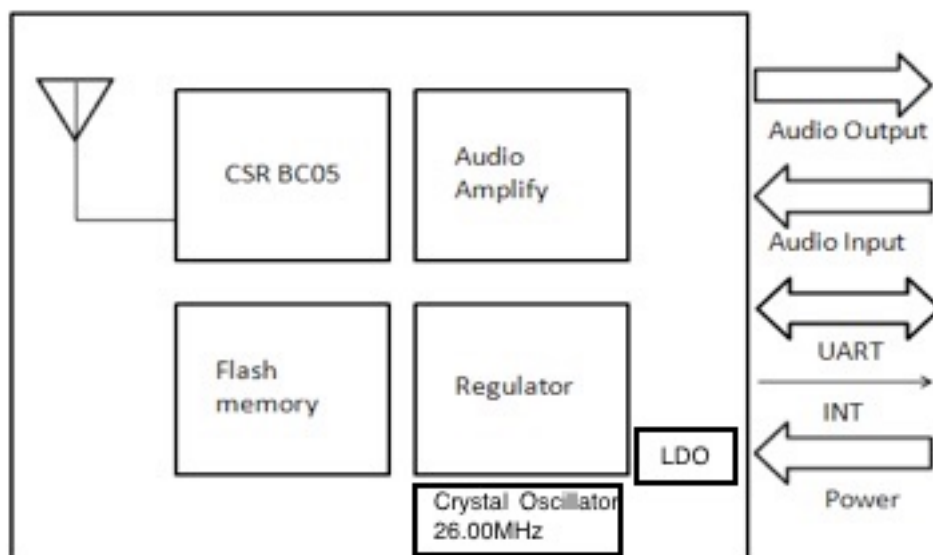 CSR BC05
Audio
Amplify
Flash
memory
Regulator
LDO
Crystal Oscillator
26.00MHz
Audio Output
Audio Input
UART
INT
Power